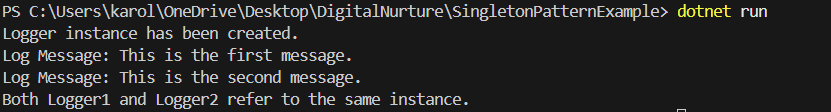 PS C:\Users\karol\OneDrive\Desktop\DigitalNurture\SingletonPatternExample> dotnet run
Logger instance has been created.
Log Message: This is the first message.
Log Message: This is the second message.
Both Logger1 and Logger2 refer to the same instance.